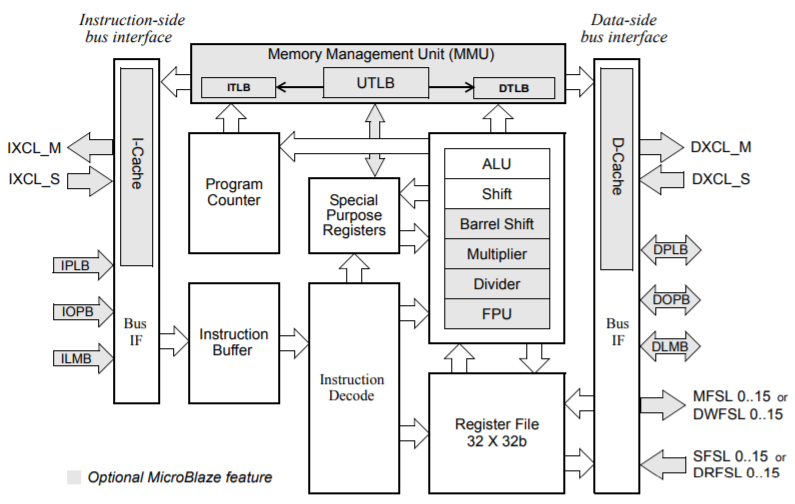 Instruction-side
bus interface
Data-side
bus interface
Memory Management Unit (MMU)
ITLB
UTLB
DTLB
I-Cache
D-Cache
IXCL_M
IXCL_S
DXCL_M
DXCL_S
Program
Counter
Special
Purpose
Registers
ALU
Shift
Barrel Shift
Multiplier
Divider
FPU
IPLB
IOPB
ILMB
Bus
IF
Instruction
Buffer
Instruction
Decode
Register File
32 X 32b
Bus
IF
DPLB
DOPB
DLMB
MFSL 0..15 or
DWFSL 0..15
SFSL 0..15 or
DRFSL 0..15
Optional MicroBlaze feature